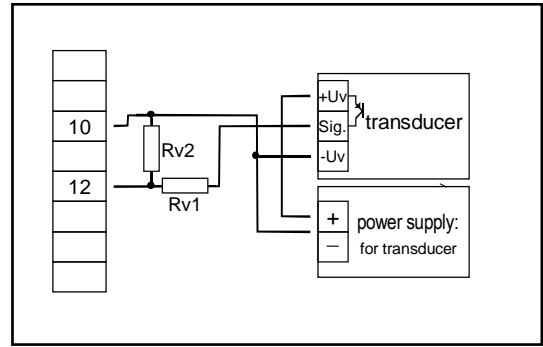 10
12
Rv2
Rv1
+Uv
Sig.
-Uv
transducer
+
−
power supply:
for transducer